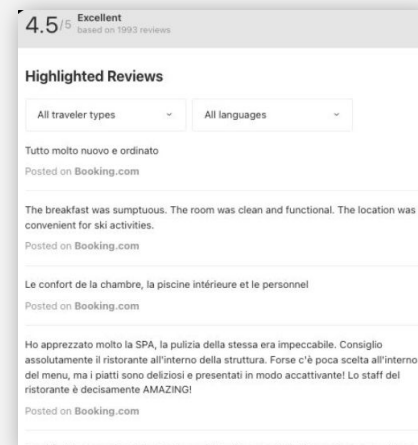 4.5/5 Excellent
based on 1993 reviews
Highlighted Reviews
All traveler types
All languages
Tutto molto nuovo e ordinato
Posted on Booking.com
The breakfast was sumptuous. The room was clean and functional. The location was
convenient for ski activities.
Posted on Booking.com
Le confort de la chambre, la piscine intérieure et le personnel
Posted on Booking.com
Ho apprezzato molto la SPA, la pulizia della stessa era impeccabile. Consiglio
assolutamente il ristorante all'interno della struttura. Forse c'è poca scelta all'interno
del menu, ma i piatti sono deliziosi e presentati in modo accattivante! Lo staff del
ristorante è decisamente AMAZING!
Posted on Booking.com